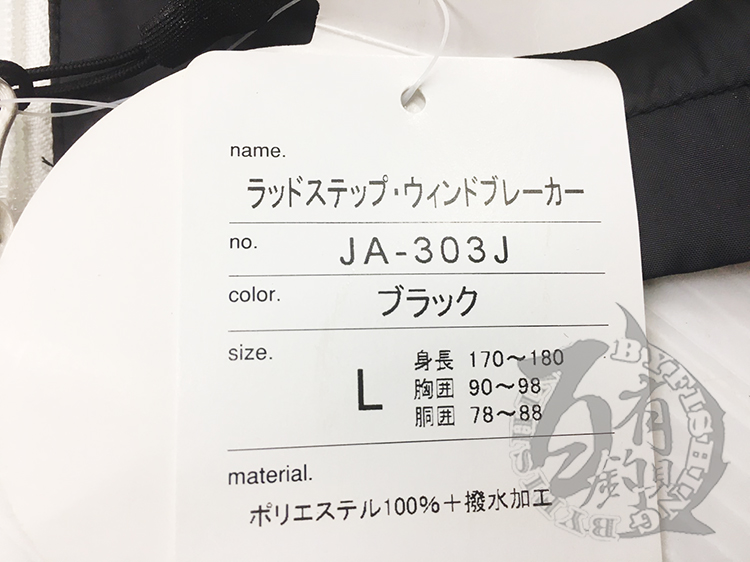 name.
ラッドステップ・ウィンドブレーカー
no.
JA-303J
color.
ブラック
size.
L
身長 170〜180
胸囲 90〜98
胴囲 78〜88
material.
ポリエステル100%＋撥水加工
BYFISHING